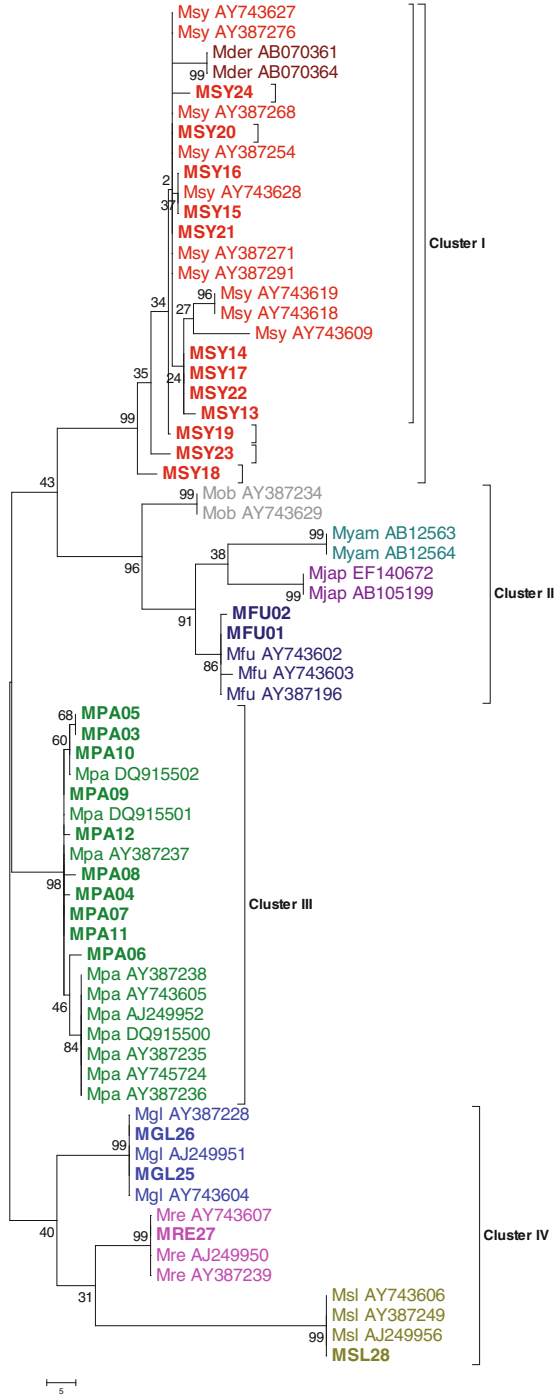 Msy AY743627
Msy AY387276
Mder AB070361
Mder AB070364
99
MSY24
Msy AY387268
MSY20
Msy AY387254
MSY16
2
Msy AY743628
37
MSY15
MSY21
Cluster I
Msy AY387271
Msy AY387291
96
Msy AY743619
27
Msy AY743618
34
Msy AY743609
MSY14
MSY17
24
MSY22
35
MSY13
99
MSY19
MSY23
MSY18
43
99
Mob AY387234
Mob AY743629
99
Myam AB12563
38
Myam AB12564
96
Mjap EF140672
99
Mjap AB105199
Cluster II
91
MFU02
MFU01
Mfu AY743602
86
Mfu AY743603
Mfu AY387196
68
MPA05
60
MPA03
MPA10
Mpa DQ915502
MPA09
Mpa DQ915501
MPA12
Mpa AY387237
MPA08
98
MPA04
Cluster III
MPA07
MPA11
MPA06
Mpa AY387238
Mpa AY743605
46
Mpa AJ249952
Mpa DQ915500
84
Mpa AY387235
Mpa AY745724
Mpa AY387236
Mgl AY387228
MGL26
99
Mgl AJ249951
MGL25
Mgl AY743604
Mre AY743607
40
99
MRE27
Cluster IV
Mre AJ249950
Mre AY387239
31
Msl AY743606
Msl AY387249
99
Msl AJ249956
MSL28
5